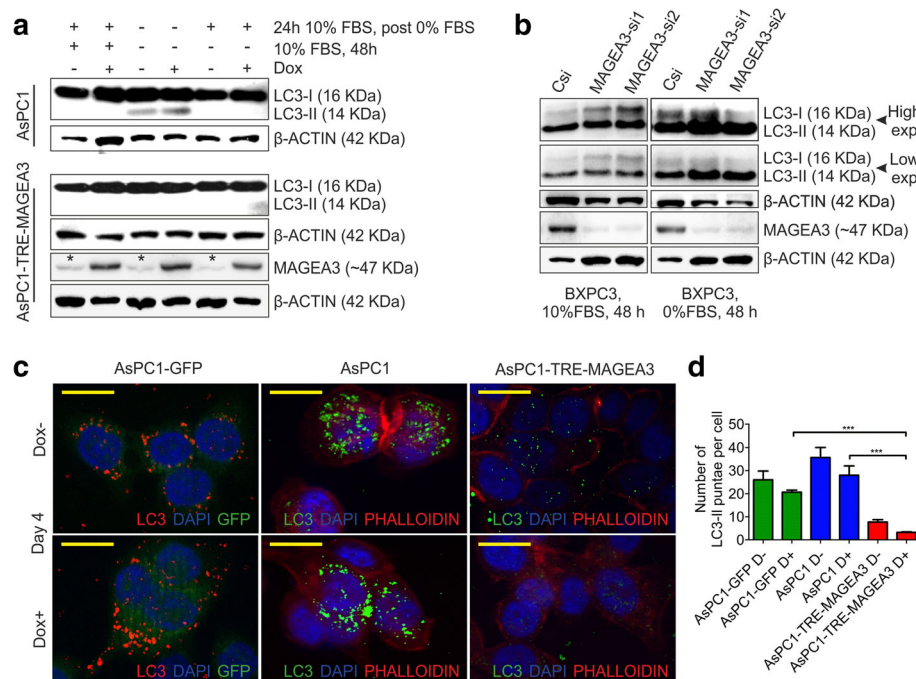 a
+ + - - + + 24h 10% FBS, post 0% FBS
+ + - - - - 10% FBS, 48h
- + - + - + Dox
AsPC1
LC3-I (16 KDa)
LC3-II (14 KDa)
β-ACTIN (42 KDa)
AsPC1-TRE-MAGEA3
LC3-I (16 KDa)
LC3-II (14 KDa)
β-ACTIN (42 KDa)
* * *
MAGEA3 (~47 KDa)
β-ACTIN (42 KDa)
b
Csi MAGEA3-si1 MAGEA3-si2 Csi MAGEA3-si1 MAGEA3-si2
LC3-I (16 KDa)
LC3-II (14 KDa)
High
exp
LC3-I (16 KDa)
LC3-II (14 KDa)
Low
exp
β-ACTIN (42 KDa)
MAGEA3 (~47 KDa)
β-ACTIN (42 KDa)
BXPC3, BXPC3,
10%FBS, 48 h 0%FBS, 48 h
c
AsPC1-GFP AsPC1 AsPC1-TRE-MAGEA3
Day 4
Dox-
LC3 DAPI GFP LC3 DAPI PHALLOIDIN LC3 DAPI PHALLOIDIN
Dox+
LC3 DAPI GFP LC3 DAPI PHALLOIDIN LC3 DAPI PHALLOIDIN
d
Number of
LC3-II puntae per cell
50
40
30
20
10
0
***
***
AsPC1-GFP D-
AsPC1-GFP D+
AsPC1 D-
AsPC1 D+
AsPC1-TRE-MAGEA3 D-
AsPC1-TRE-MAGEA3 D+